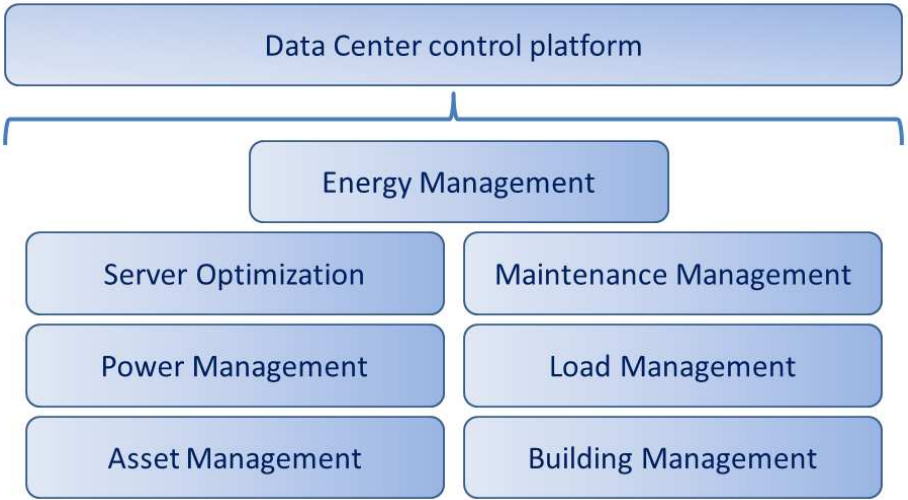 Data Center control platform
Energy Management
Server Optimization
Maintenance Management
Power Management
Load Management
Asset Management
Building Management